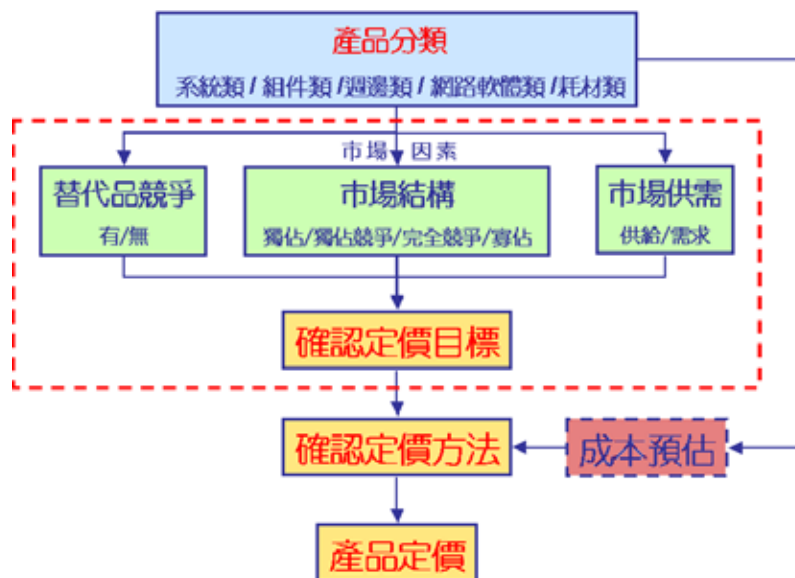 產品分類
系統類/組件類/週邊類/網路軟體類/耗材類
市場因素
替代品競爭
有/無
市場結構
獨佔/獨佔競爭/完全競爭/寡佔
市場供需
供給/需求
確認定價目標
確認定價方法
成本預估
產品定價